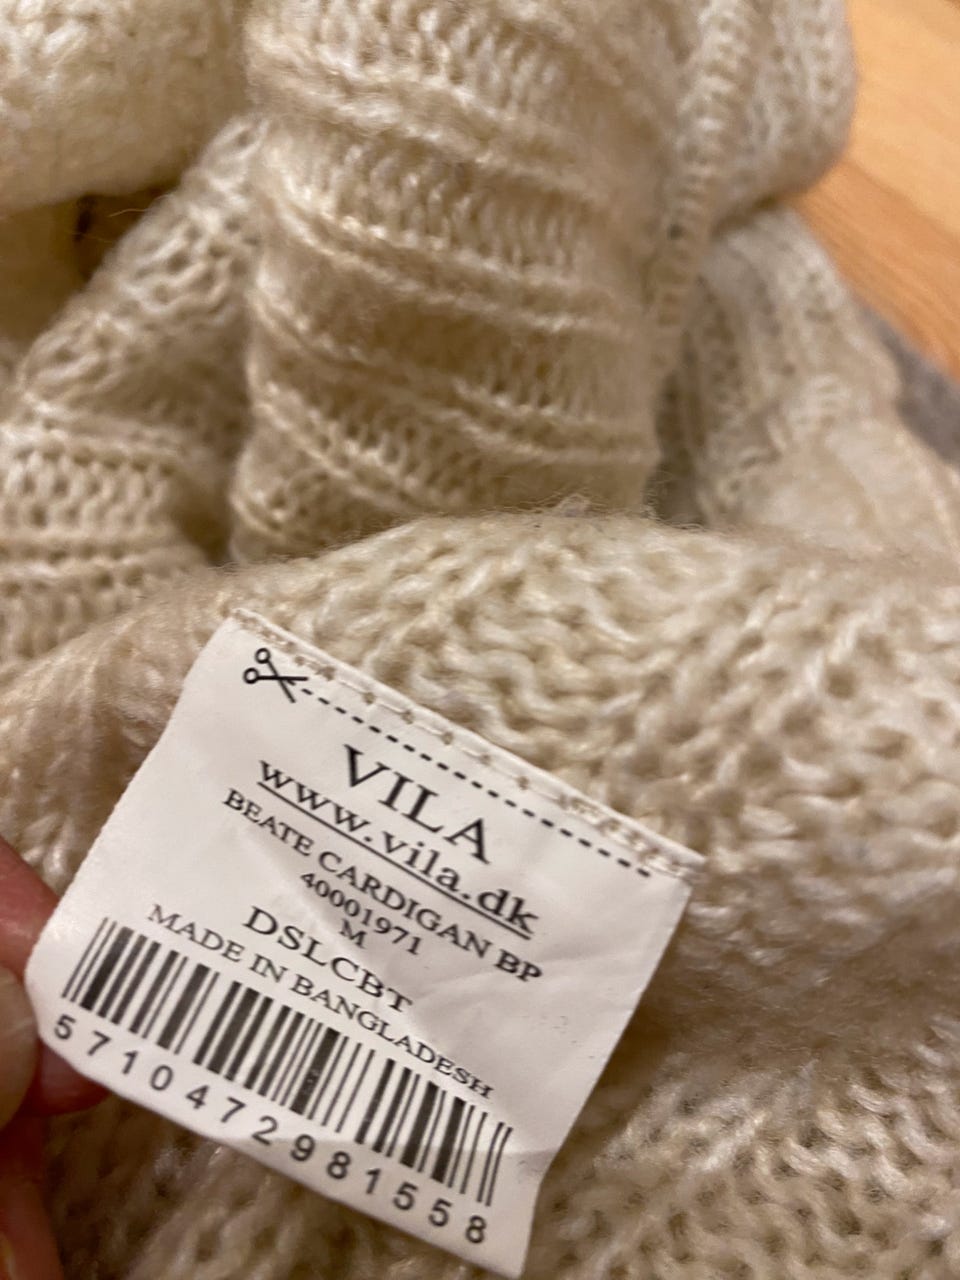 VILA
www.vila.dk
BEATE CARDIGAN BP
40001971
M
DSLCBT
MADE IN BANGLADESH
5710472981558